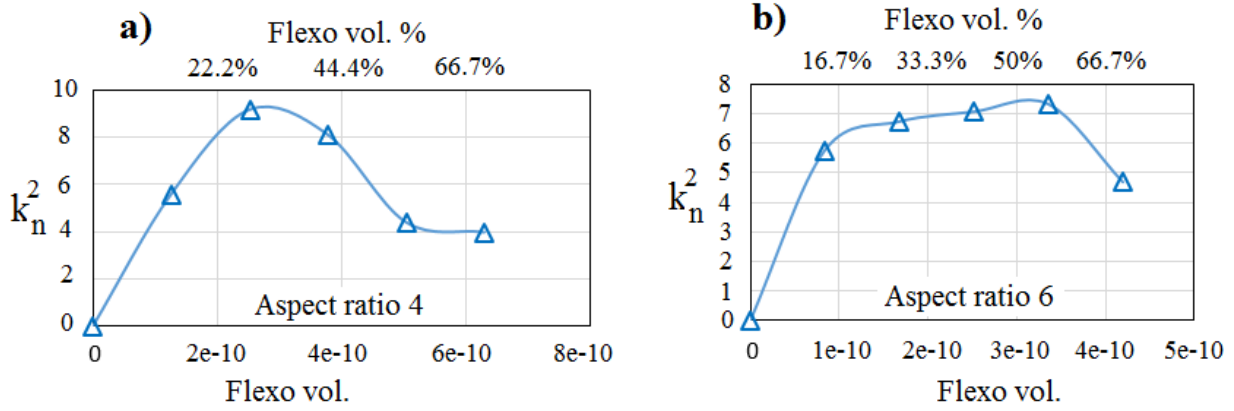 a)
Flexo vol. %
22.2% 44.4% 66.7%
10
8
6
4
2
0
k_n^2
Aspect ratio 4
0 2e-10 4e-10 6e-10 8e-10
Flexo vol.
b)
Flexo vol. %
16.7% 33.3% 50% 66.7%
8
7
6
5
4
3
2
1
0
k_n^2
Aspect ratio 6
0 1e-10 2e-10 3e-10 4e-10 5e-10
Flexo vol.